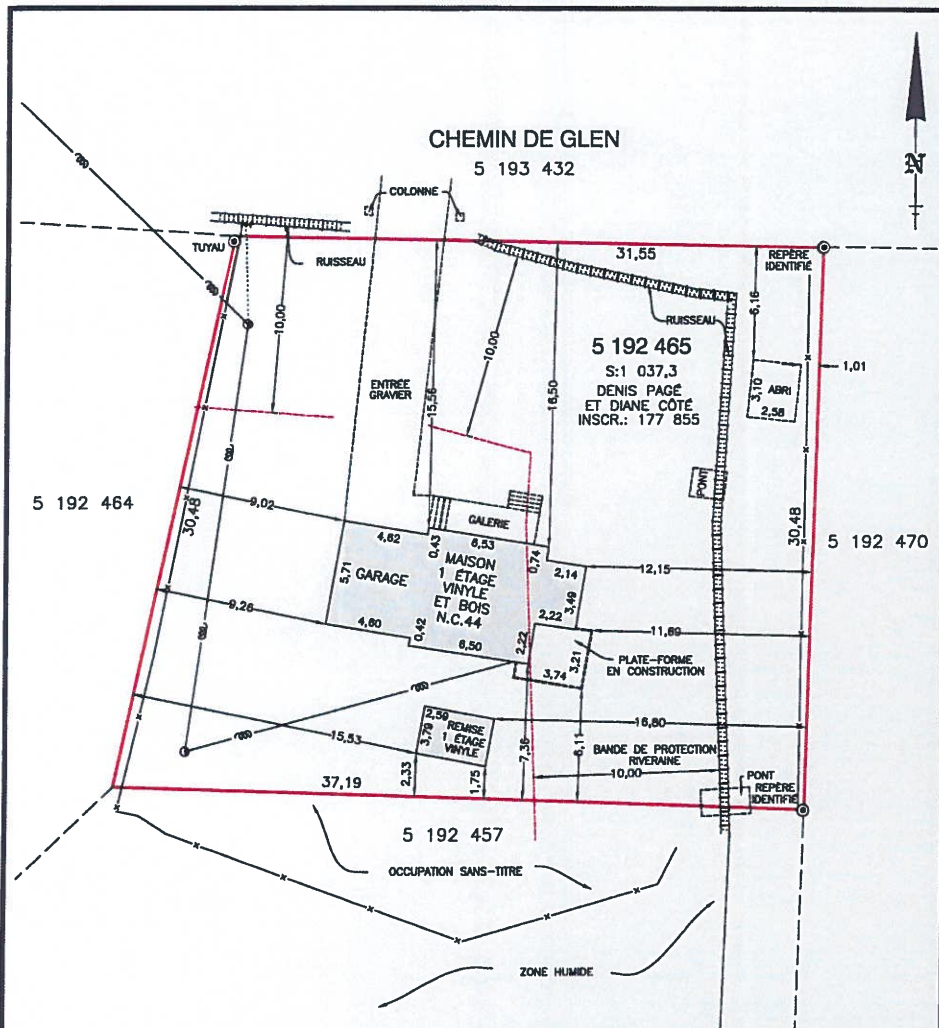 CHEMIN DE GLEN
5 193 432
N
COLONNE
TUYAU
RUISSEAU
31,55
REPÈRE
IDENTIFIÉ
10,00
10,00
6,16
RUISSEAU
5 192 465
S:1 037,3
DENIS PAGÉ
ET DIANE CÔTÉ
INSCR.: 177 855
1,01
ENTRÉE
GRAVIER
15,56
16,50
3,10
ABRI
2,58
PONT
5 192 464
30,48
9,02
30,48
5 192 470
GALERIE
4,62
0,43
6,53
0,74
MAISON
1 ÉTAGE
VINYLE
ET BOIS
N.C.44
GARAGE
5,71
2,14
12,15
3,49
9,26
4,60
0,42
6,50
2,22
2,22
11,69
3,21
3,74
PLATE-FORME
EN CONSTRUCTION
2,59
REMISE
1 ÉTAGE
VINYLE
3,79
16,80
15,53
7,36
6,11
BANDE DE PROTECTION
RIVERAINE
10,00
2,33
1,75
PONT
REPÈRE
IDENTIFIÉ
37,19
5 192 457
OCCUPATION SANS-TITRE
ZONE HUMIDE